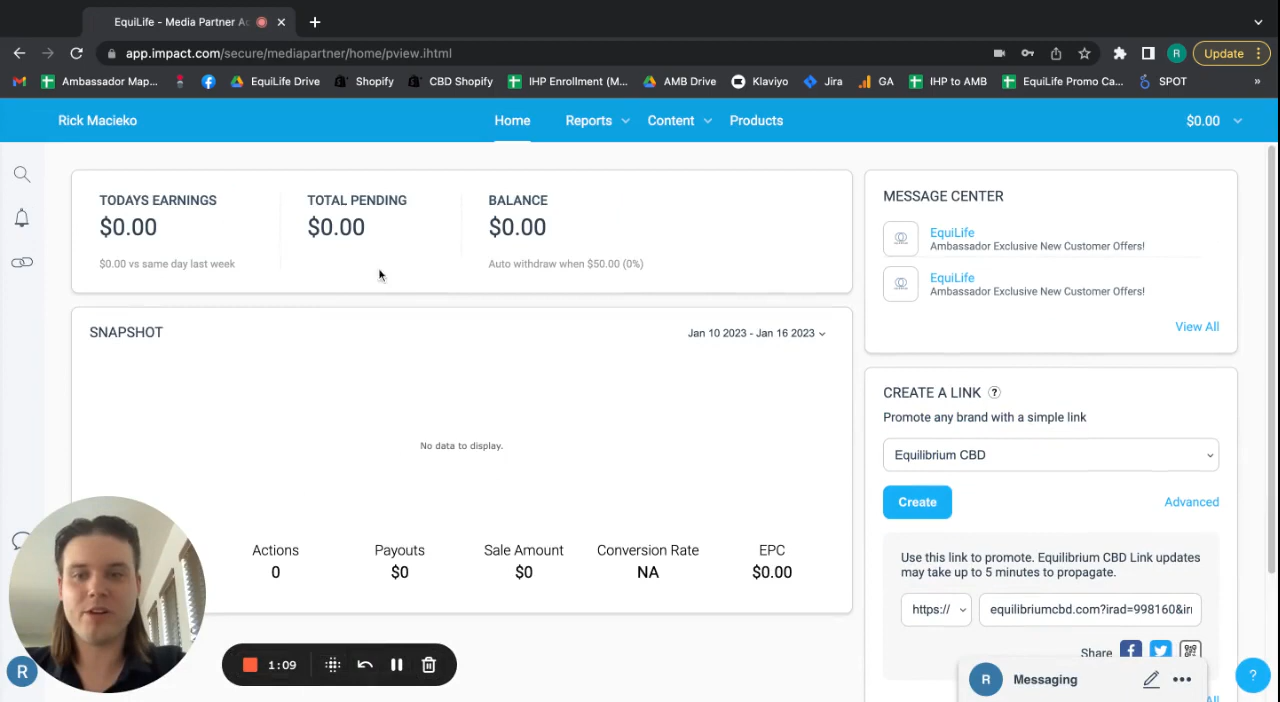 EquiLife - Media Partner Ac
app.impact.com/secure/mediapartner/home/pview.ihtml
R
Update
Ambassador Map...
EquiLife Drive
Shopify
CBD Shopify
IHP Enrollment (M...
AMB Drive
Klaviyo
Jira
GA
IHP to AMB
EquiLife Promo Ca...
SPOT
»
Rick Macieko
Home
Reports
Content
Products
$0.00
TODAYS EARNINGS
$0.00
$0.00 vs same day last week
TOTAL PENDING
$0.00
BALANCE
$0.00
Auto withdraw when $50.00 (0%)
MESSAGE CENTER
EquiLife
Ambassador Exclusive New Customer Offers!
EquiLife
Ambassador Exclusive New Customer Offers!
View All
SNAPSHOT
Jan 10 2023 - Jan 16 2023
No data to display.
Actions
0
Payouts
$0
Sale Amount
$0
Conversion Rate
NA
EPC
$0.00
CREATE A LINK ?
Promote any brand with a simple link
Equilibrium CBD
Create
Advanced
Use this link to promote. Equilibrium CBD Link updates
may take up to 5 minutes to propagate.
https://
equilibriumcbd.com?irad=998160&ir
Share
R
1:09
R
Messaging
?
All